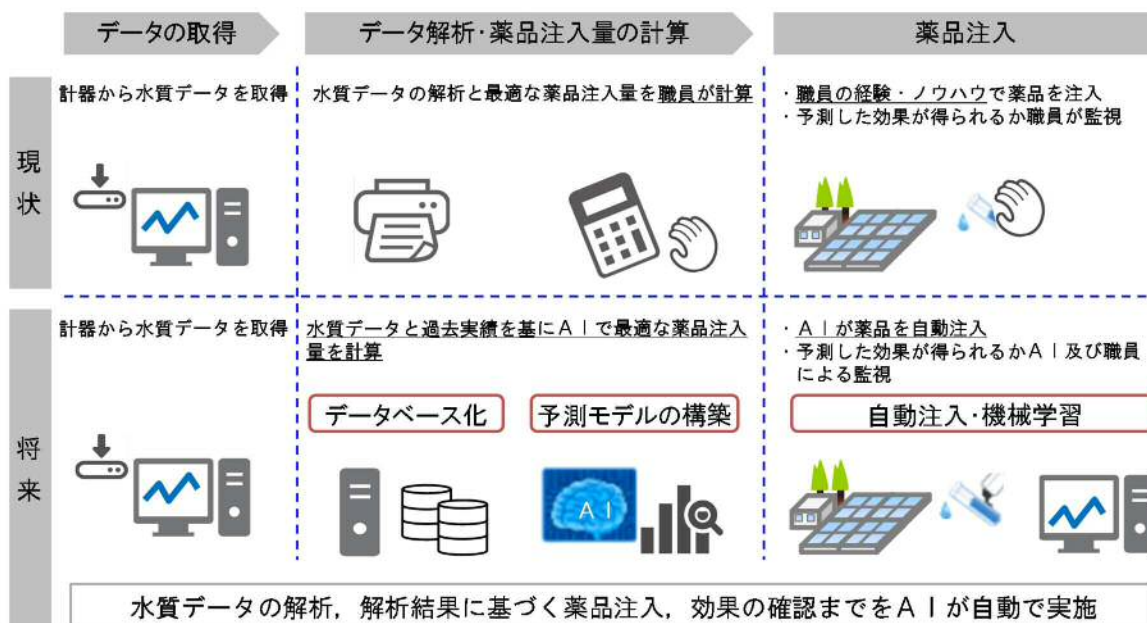 データの取得
データ解析・薬品注入量の計算
薬品注入
現状
計器から水質データを取得
水質データの解析と最適な薬品注入量を職員が計算
・職員の経験・ノウハウで薬品を注入
・予測した効果が得られるか職員が監視
将来
計器から水質データを取得
水質データと過去実績を基にＡＩで最適な薬品注入
量を計算
データベース化
予測モデルの構築
ＡＩ
・ＡＩが薬品を自動注入
・予測した効果が得られるかＡＩ及び職員
による監視
自動注入・機械学習
水質データの解析，解析結果に基づく薬品注入，効果の確認までをＡＩが自動で実施